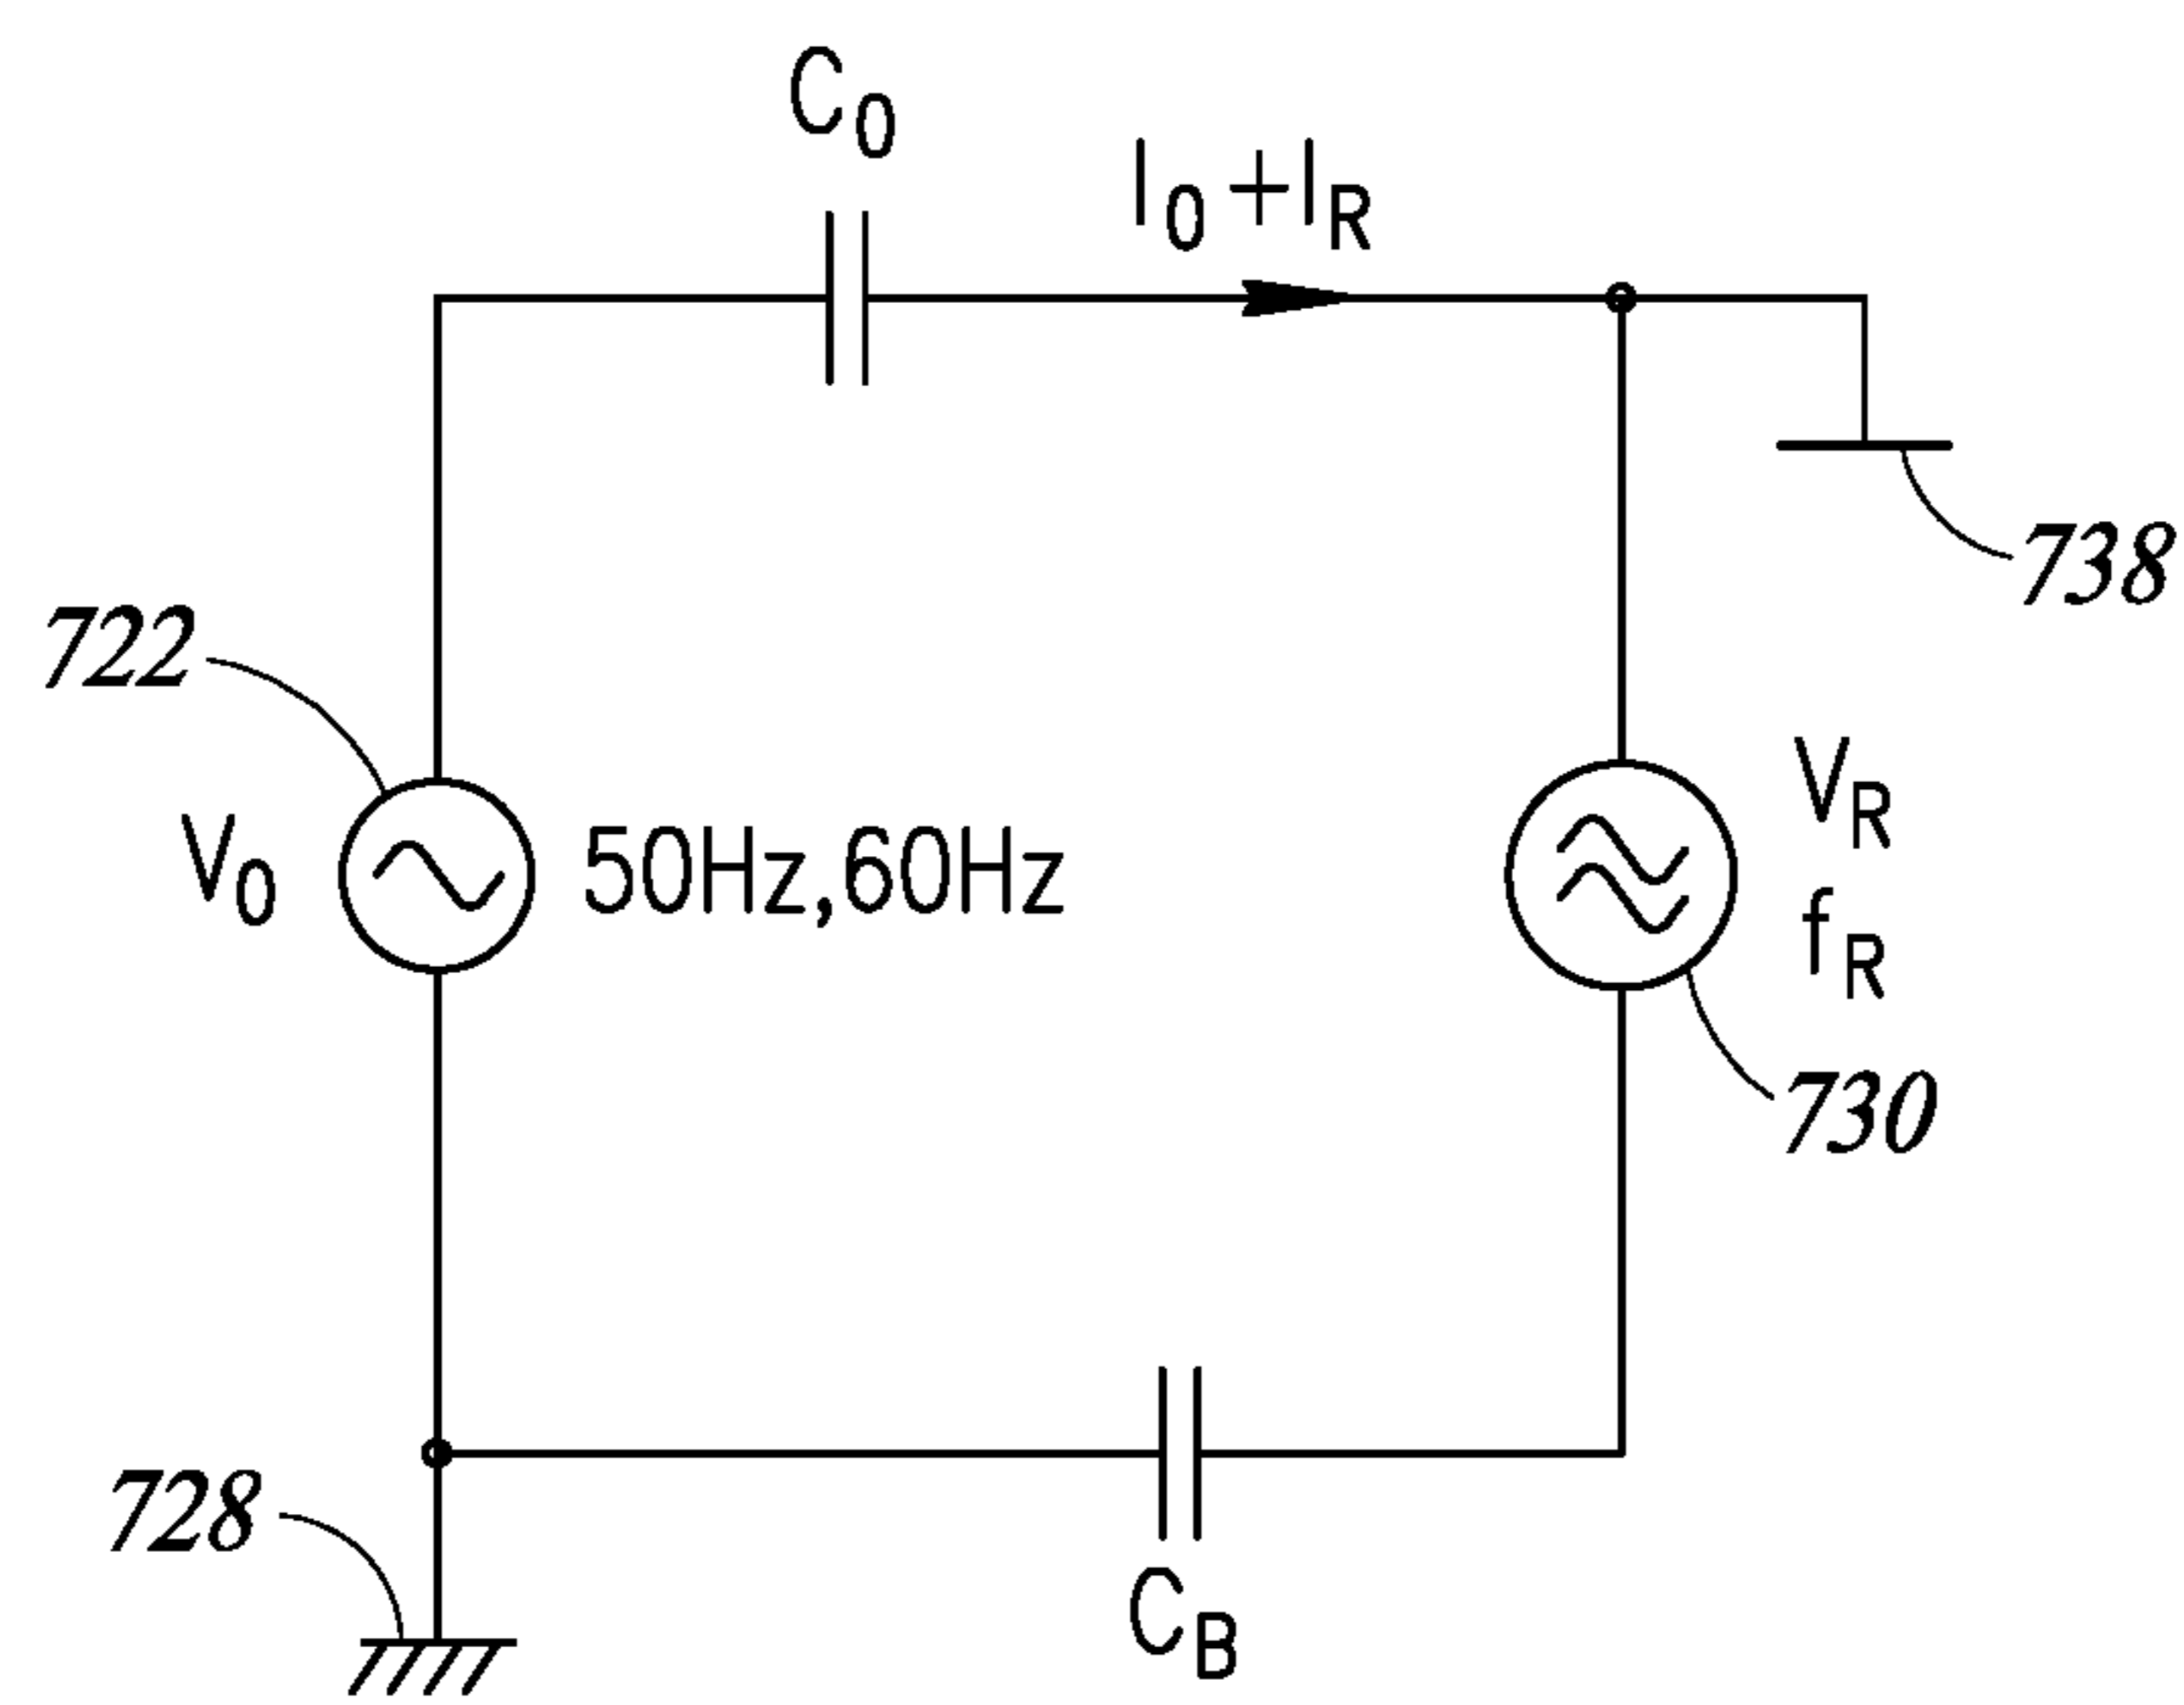 C₀
I₀+Iᴿ
738
722
V₀
50Hz,60Hz
Vᴿ
fᴿ
730
728
Cᴮ